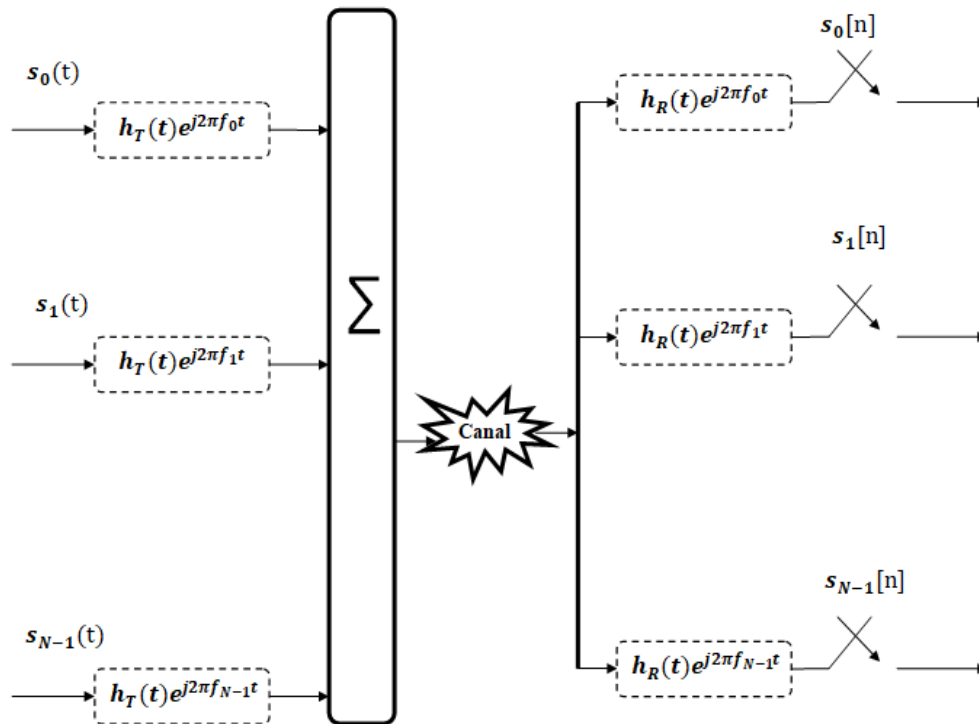 s₀(t)
h_T(t)e^{j2πf₀t}
s₁(t)
h_T(t)e^{j2πf₁t}
s_{N−1}(t)
h_T(t)e^{j2πf_{N−1}t}
∑
Canal
s₀[n]
h_R(t)e^{j2πf₀t}
s₁[n]
h_R(t)e^{j2πf₁t}
s_{N−1}[n]
h_R(t)e^{j2πf_{N−1}t}